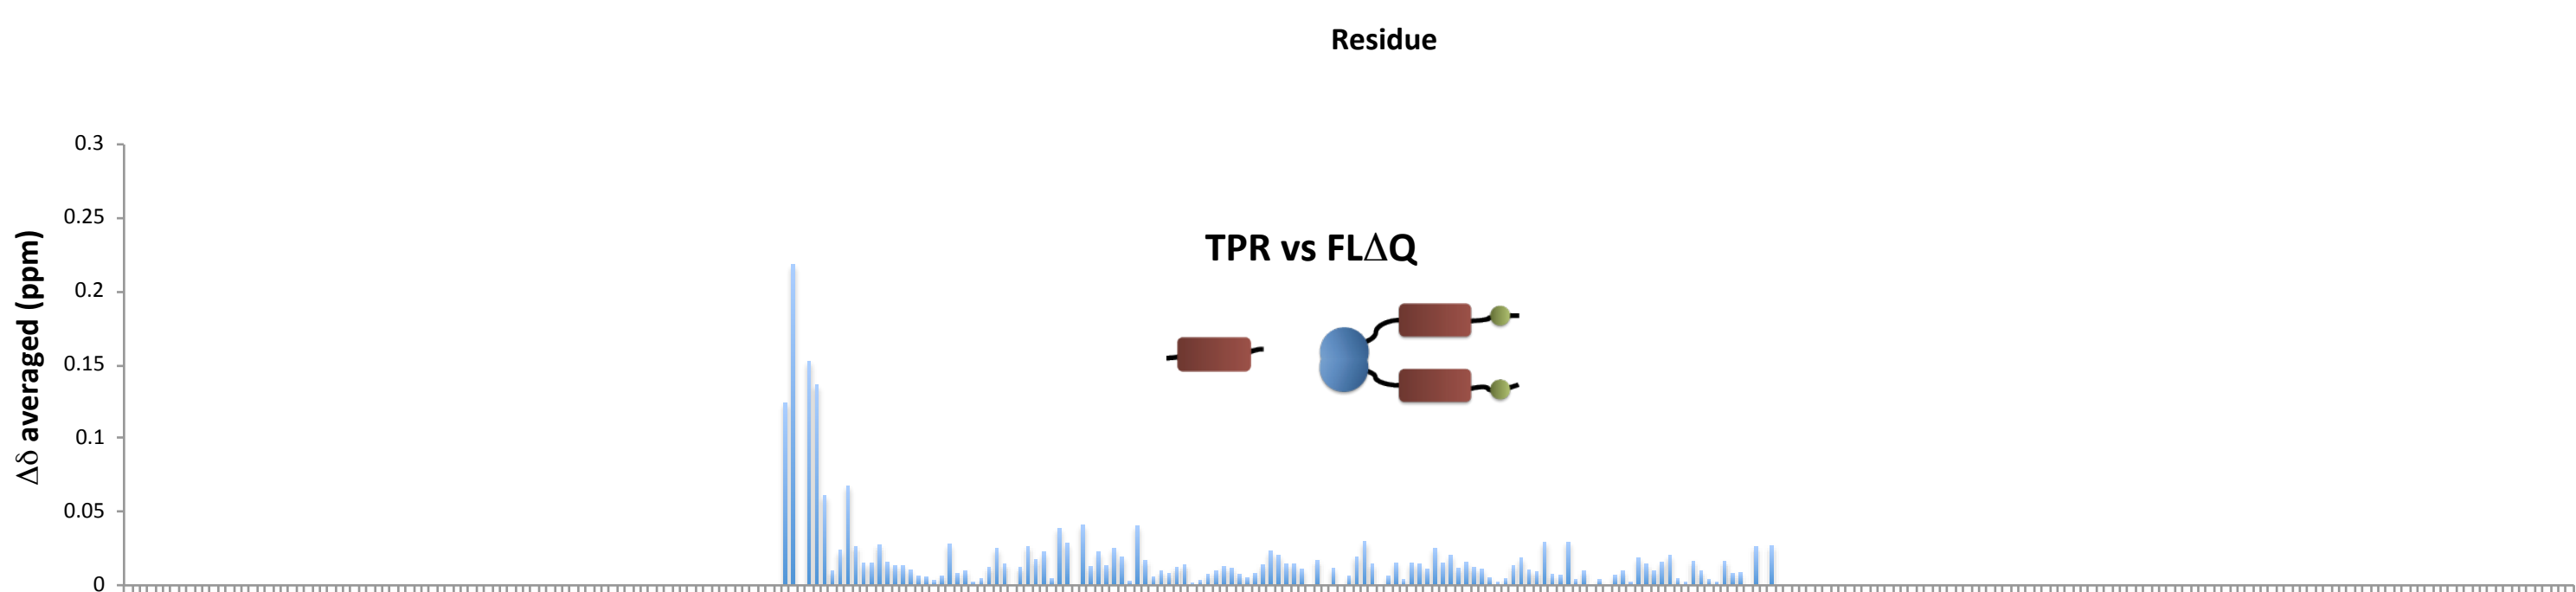 Residue
0.3
0.25
0.2
0.15
0.1
0.05
0
Δδ averaged (ppm)
TPR vs FLΔQ